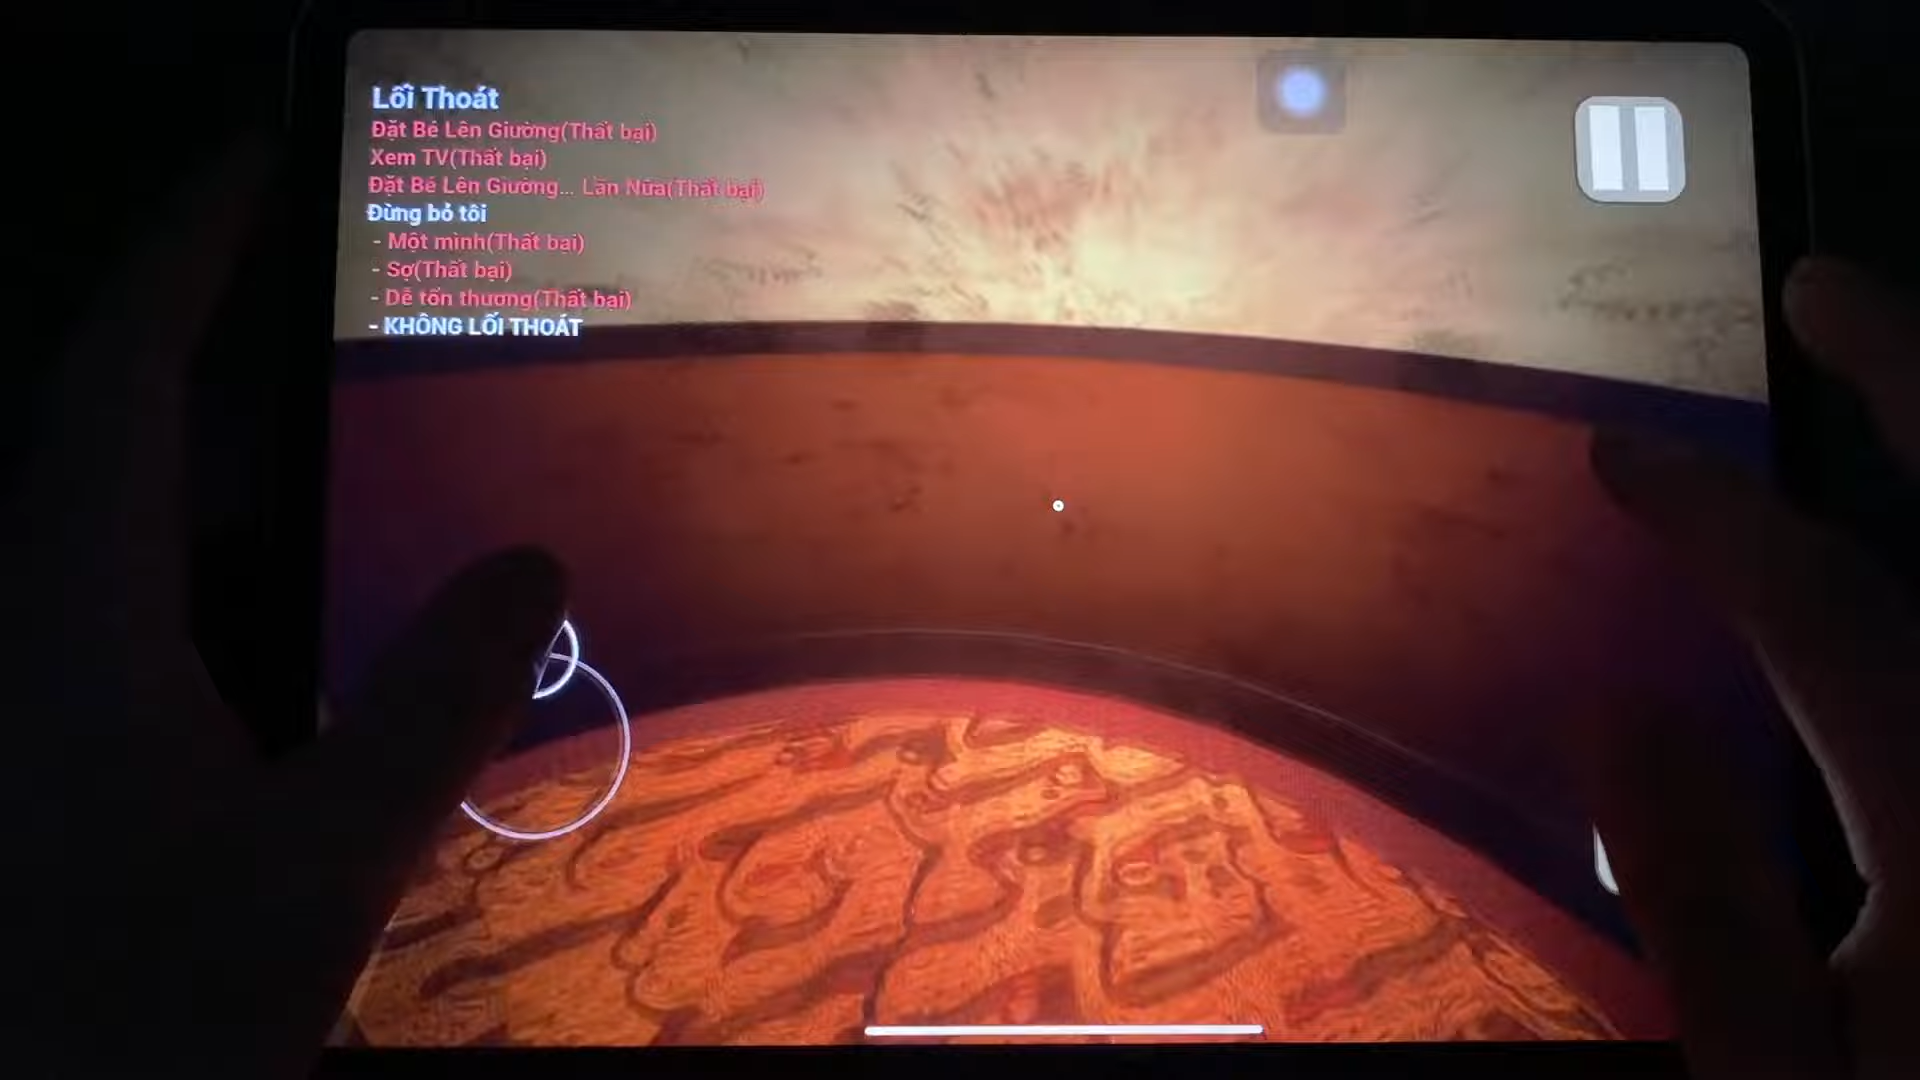 Lối Thoát
Đặt Bé Lên Giường(Thất bại)
Xem TV(Thất bại)
Đặt Bé Lên Giường... Lần Nữa(Thất bại)
Đừng bỏ tôi
- Một mình(Thất bại)
- Sợ(Thất bại)
- Dễ tổn thương(Thất bại)
- KHÔNG LỐI THOÁT